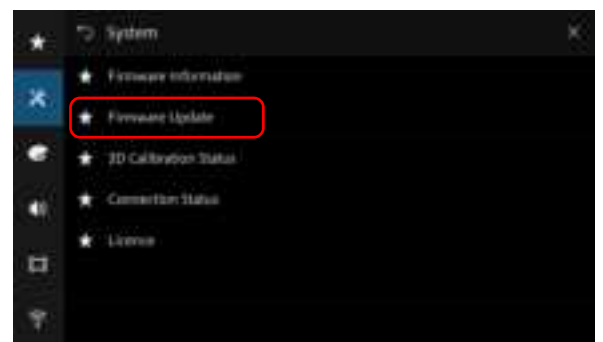 System
Firmware Information
Firmware Update
3D Calibration Status
Connection Status
Licence